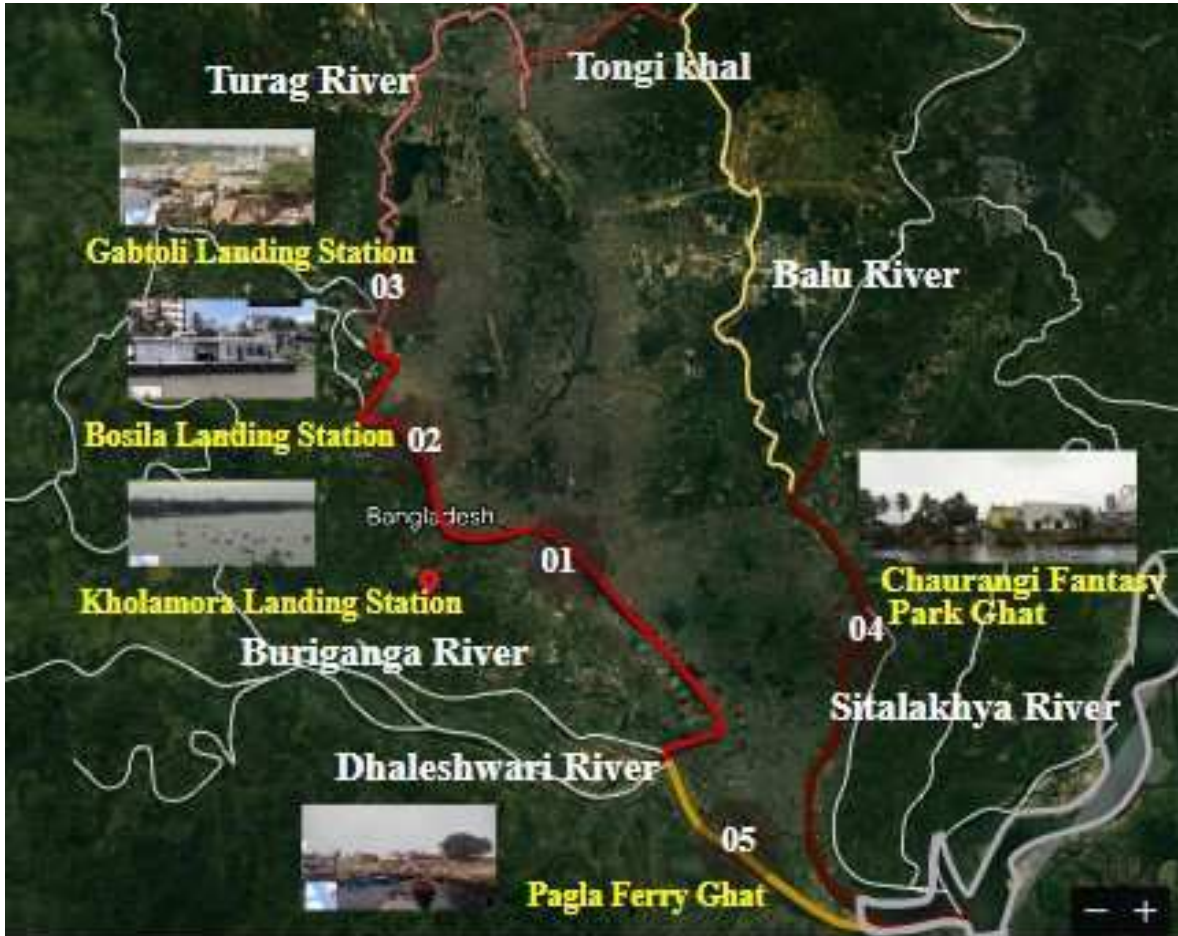 Turag River
Tongi khal
Gabtoli Landing Station
Balu River
03
Bosila Landing Station
02
Bangladesh
01
Kholamora Landing Station
Chaurangi Fantasy
Park Ghat
04
Buriganga River
Sitalakhya River
Dhaleshwari River
05
Pagla Ferry Ghat